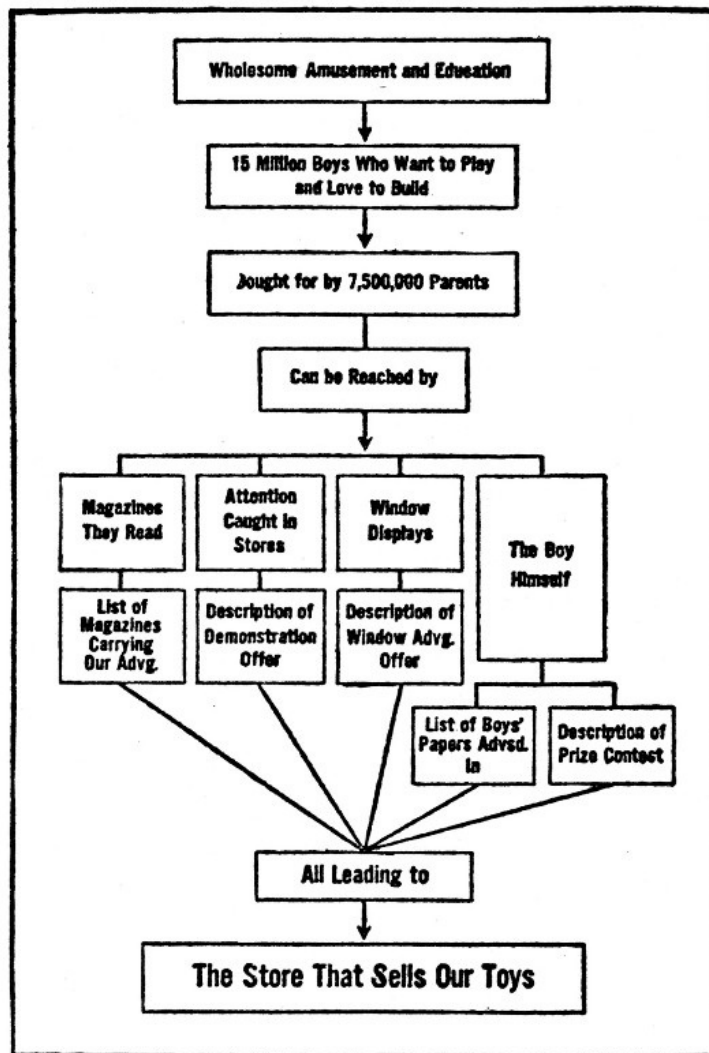 Wholesome Amusement and Education
15 Million Boys Who Want to Play
and Love to Build
Bought for by 7,500,000 Parents
Can be Reached by
Magazines
They Read
Attention
Caught in
Stores
Window
Displays
The Boy
Himself
List of
Magazines
Carrying
Our Advg.
Description of
Demonstration
Offer
Description of
Window Advg.
Offer
List of Boys'
Papers Advsd.
In
Description of
Prize Contest
All Leading to
The Store That Sells Our Toys